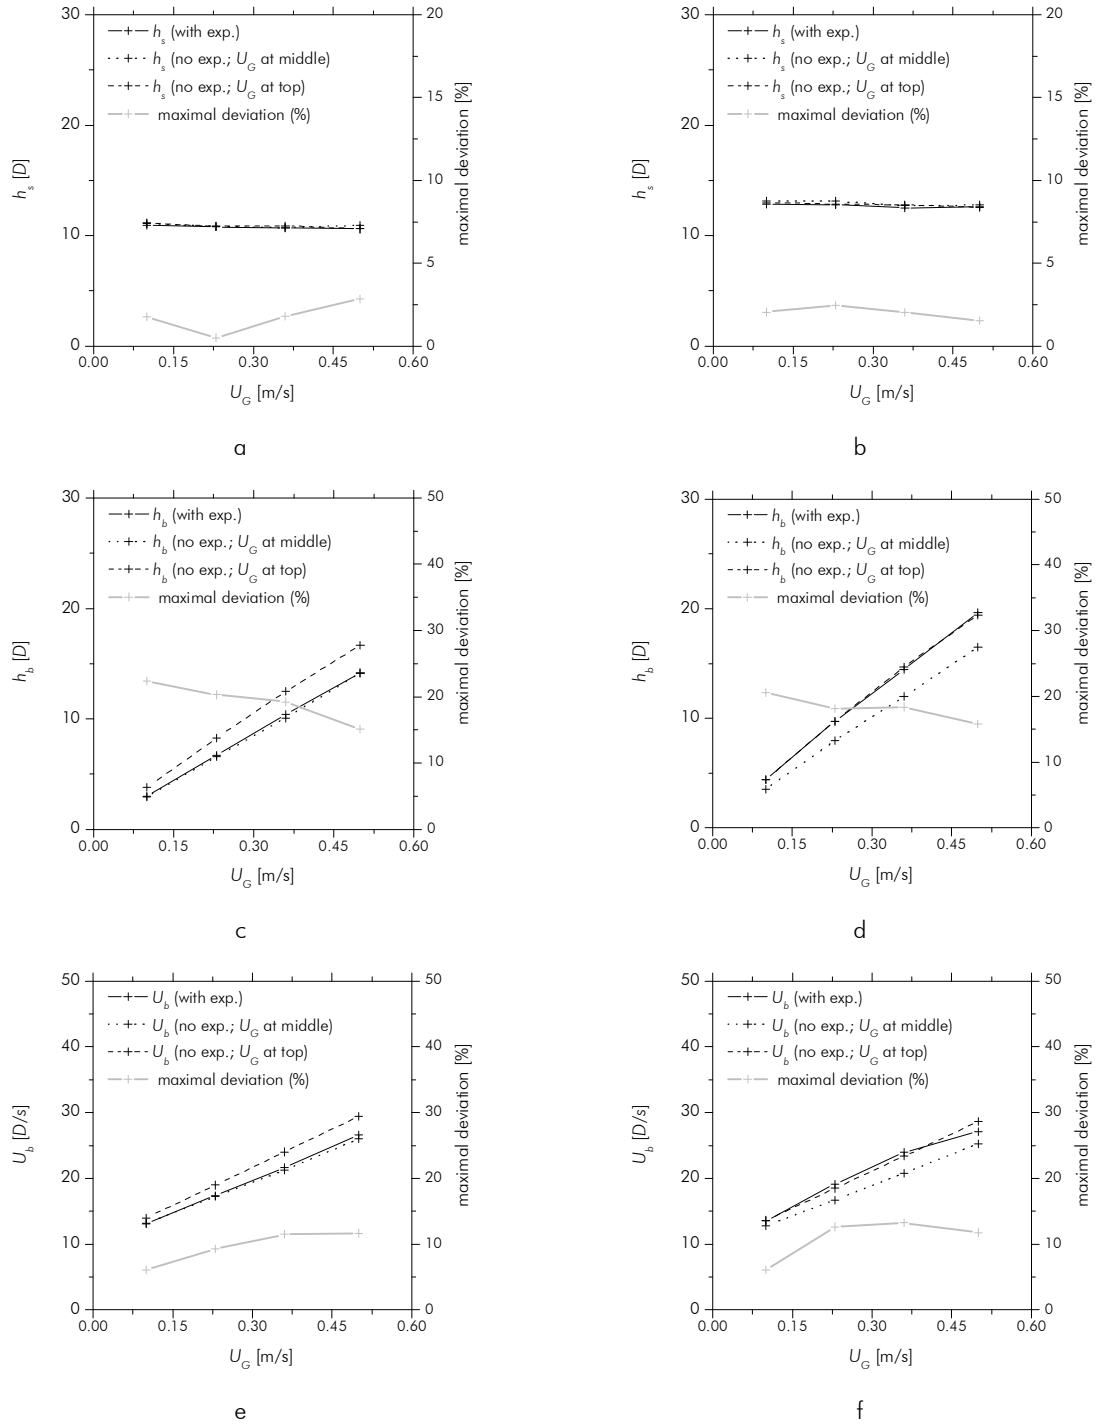 30
20
10
0
h_s [D]
h_s (with exp.)
h_s (no exp.; U_G at middle)
h_s (no exp.; U_G at top)
maximal deviation (%)
20
15
10
5
0
maximal deviation [%]
0.00 0.15 0.30 0.45 0.60
U_G [m/s]
a
30
20
10
0
h_s [D]
h_s (with exp.)
h_s (no exp.; U_G at middle)
h_s (no exp.; U_G at top)
maximal deviation (%)
20
15
10
5
0
maximal deviation [%]
0.00 0.15 0.30 0.45 0.60
U_G [m/s]
b
30
20
10
0
h_b [D]
h_b (with exp.)
h_b (no exp.; U_G at middle)
h_b (no exp.; U_G at top)
maximal deviation (%)
50
40
30
20
10
0
maximal deviation [%]
0.00 0.15 0.30 0.45 0.60
U_G [m/s]
c
30
20
10
0
h_b [D]
h_b (with exp.)
h_b (no exp.; U_G at middle)
h_b (no exp.; U_G at top)
maximal deviation (%)
50
40
30
20
10
0
maximal deviation [%]
0.00 0.15 0.30 0.45 0.60
U_G [m/s]
d
50
40
30
20
10
0
U_b [D/s]
U_b (with exp.)
U_b (no exp.; U_G at middle)
U_b (no exp.; U_G at top)
maximal deviation (%)
50
40
30
20
10
0
maximal deviation [%]
0.00 0.15 0.30 0.45 0.60
U_G [m/s]
e
50
40
30
20
10
0
U_b [D/s]
U_b (with exp.)
U_b (no exp.; U_G at middle)
U_b (no exp.; U_G at top)
maximal deviation (%)
50
40
30
20
10
0
maximal deviation [%]
0.00 0.15 0.30 0.45 0.60
U_G [m/s]
f